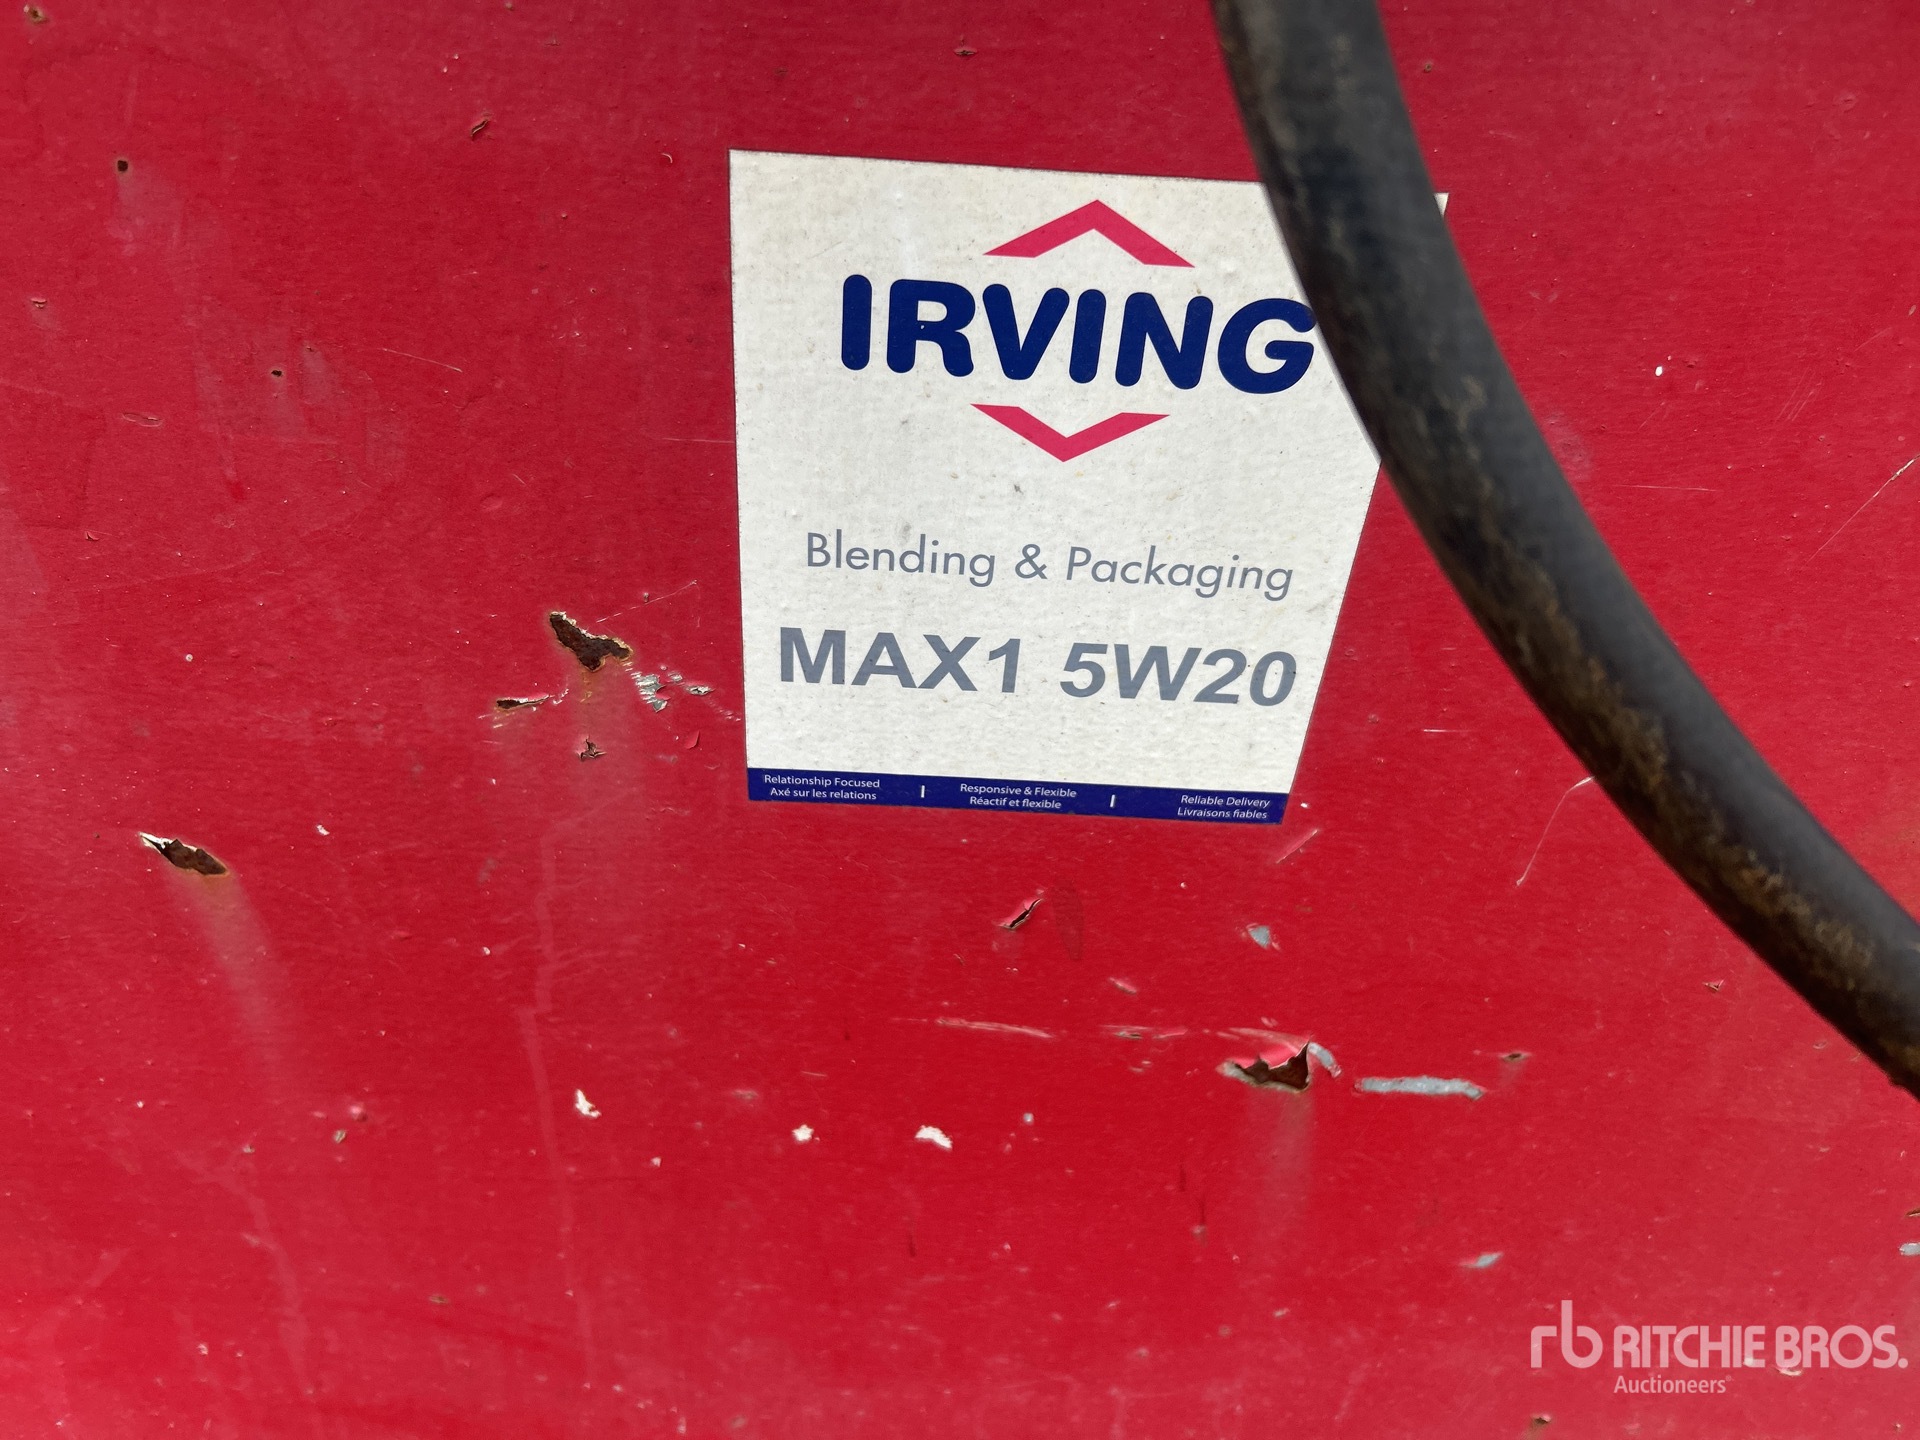 IRVING
Blending & Packaging
MAX1 5W20
Relationship Focused
Axé sur les relations
Responsive & Flexible
Réactif et flexible
Reliable Delivery
Livraisons fiables
rb RITCHIE BROS.
Auctioneers